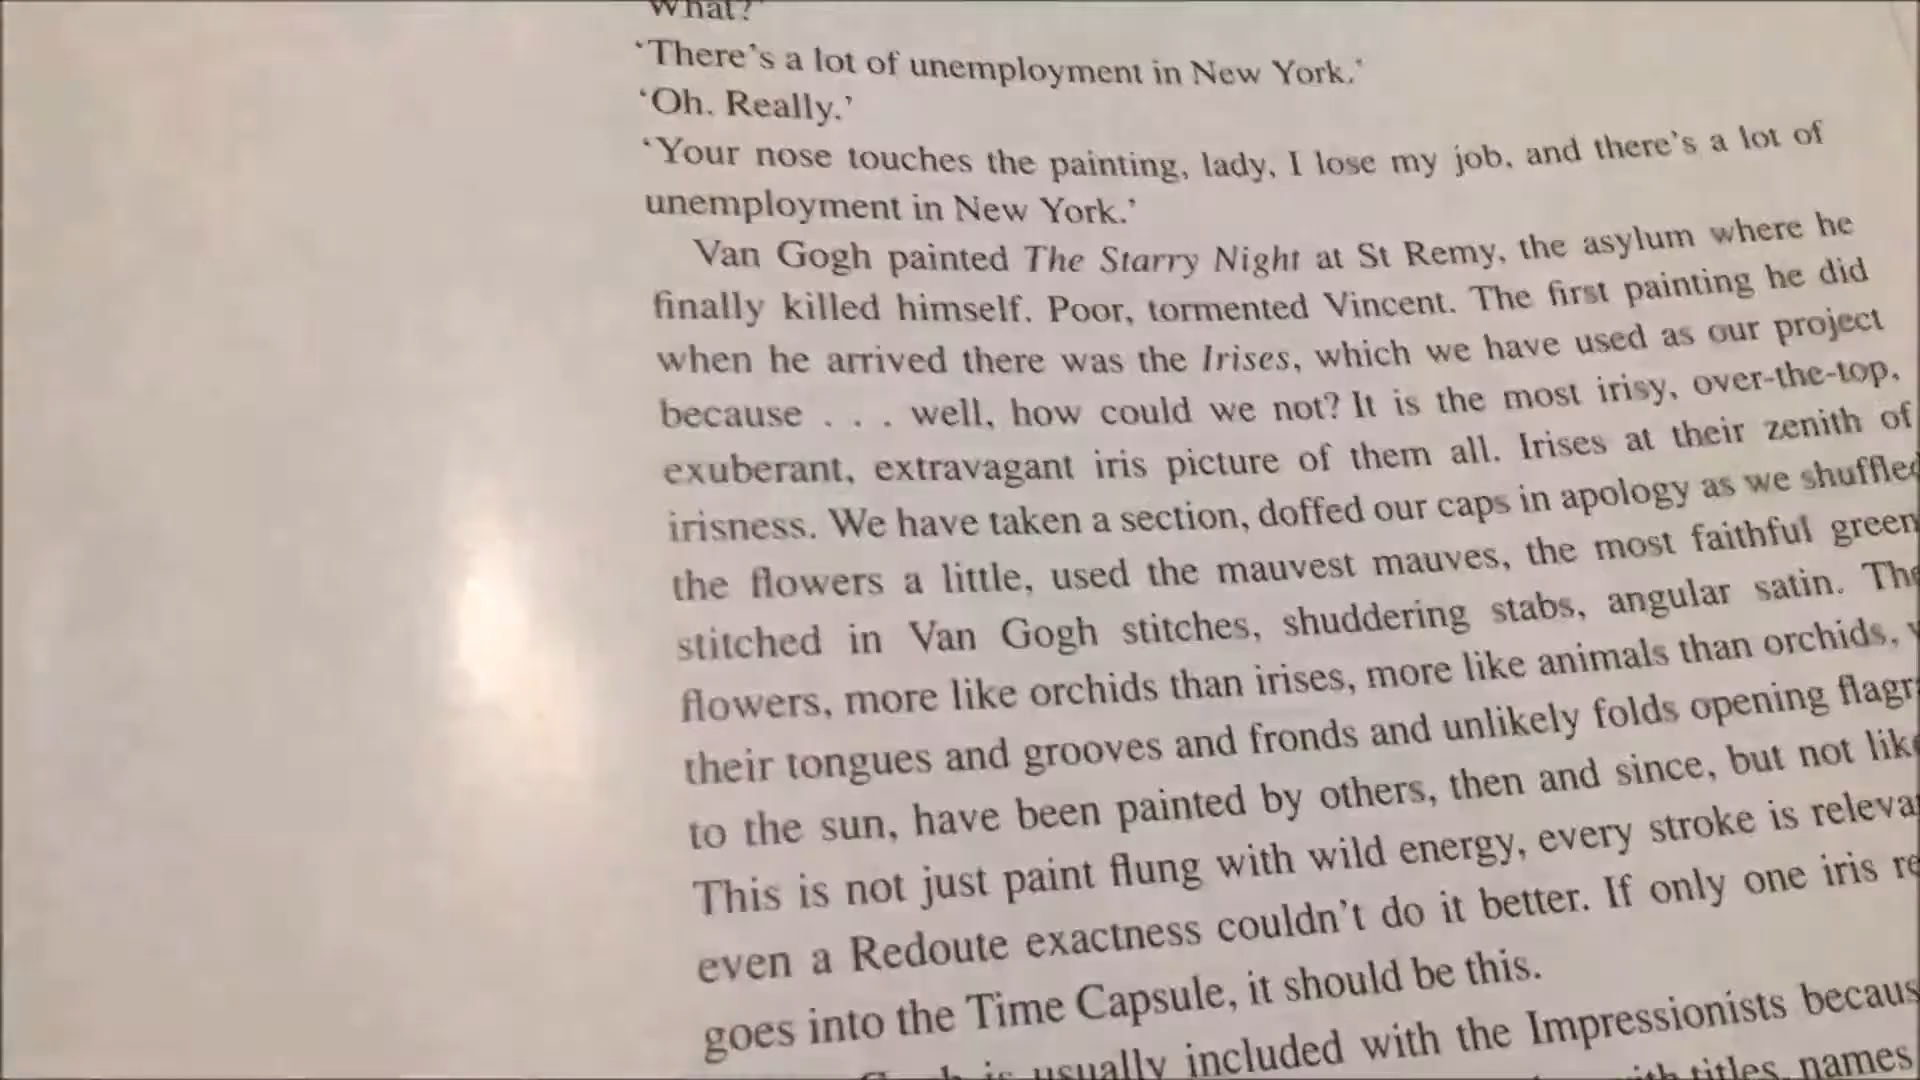 What?'
'There's a lot of unemployment in New York.'
'Oh. Really.'
'Your nose touches the painting, lady, I lose my job, and there's a lot of
unemployment in New York.'
Van Gogh painted The Starry Night at St Remy, the asylum where he
finally killed himself. Poor, tormented Vincent. The first painting he did
when he arrived there was the Irises, which we have used as our project
because . . . well, how could we not? It is the most irisy, over-the-top,
exuberant, extravagant iris picture of them all. Irises at their zenith of
irisness. We have taken a section, doffed our caps in apology as we shuffled
the flowers a little, used the mauvest mauves, the most faithful green
stitched in Van Gogh stitches, shuddering stabs, angular satin. The
flowers, more like orchids than irises, more like animals than orchids,
their tongues and grooves and fronds and unlikely folds opening
to the sun, have been painted by others, then and since, but not like
This is not just paint flung with wild energy, every stroke is
even a Redoute exactness couldn't do it better. If only one iris
goes into the Time Capsule, it should be this.
is usually included with the Impressionists
titles, names